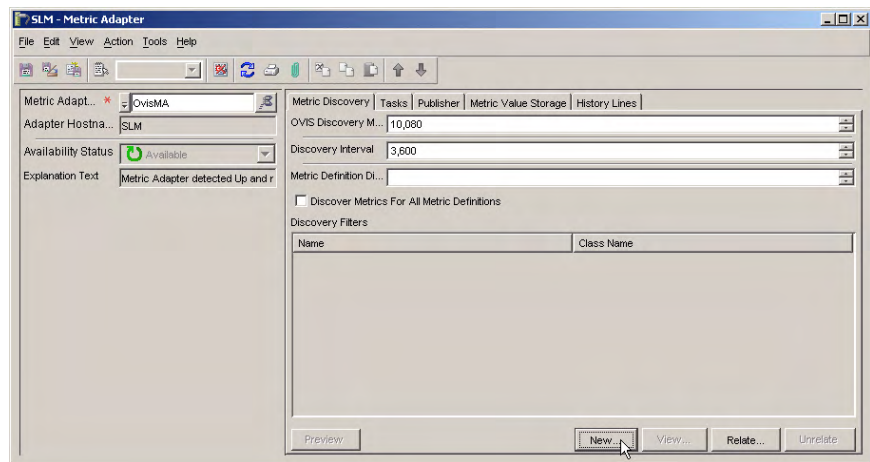 SLM - Metric Adapter
File Edit View Action Tools Help
Metric Adapt... * OvisMA
Adapter Hostna... SLM
Availability Status Available
Explanation Text Metric Adapter detected Up and r
Metric Discovery Tasks Publisher Metric Value Storage History Lines
OVIS Discovery M... 10,080
Discovery Interval 3,600
Metric Definition Di...
Discover Metrics For All Metric Definitions
Discovery Filters
Name Class Name
Preview New... View... Relate... Unrelate